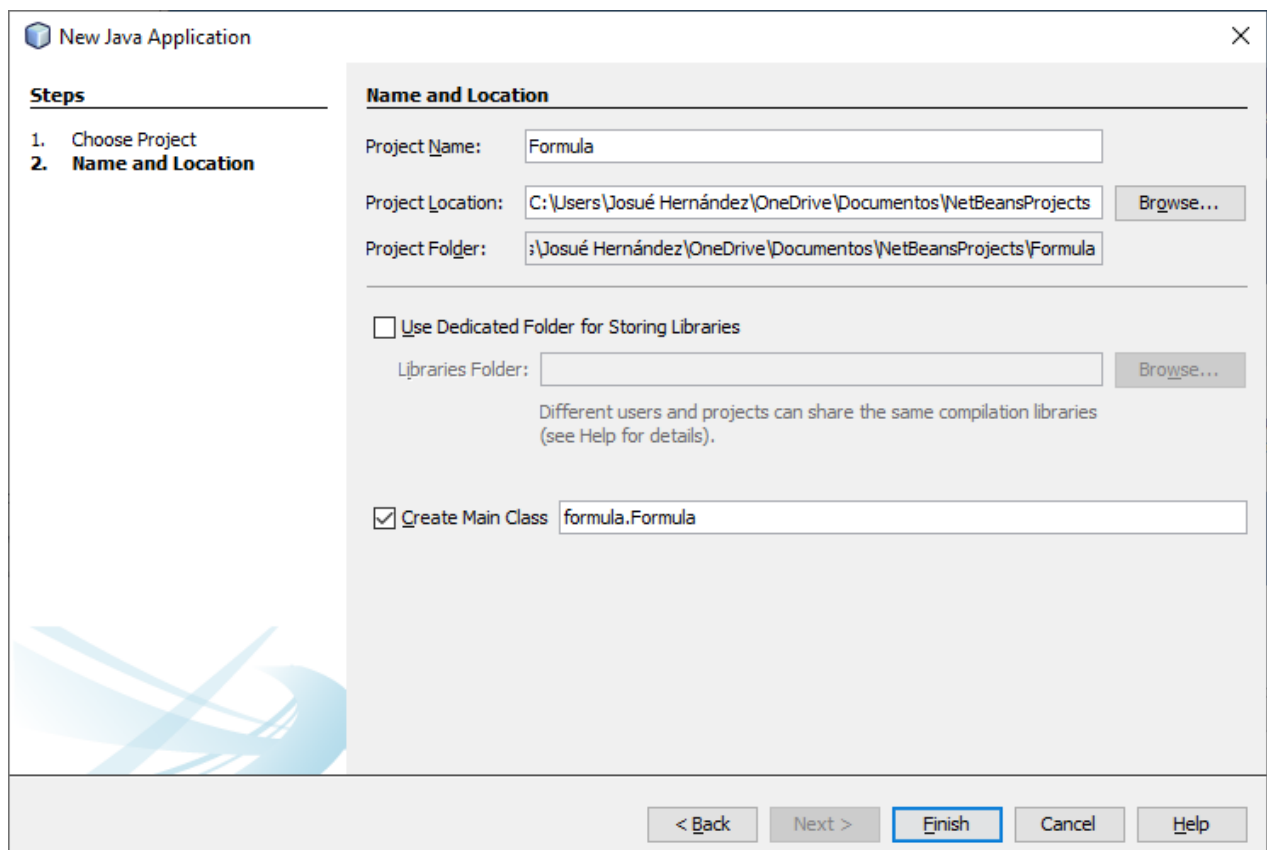 New Java Application
Steps
1. Choose Project
2. Name and Location
Name and Location
Project Name: Formula
Project Location: C:\Users\Josué Hernández\OneDrive\Documentos\NetBeansProjects Browse...
Project Folder: s\Josué Hernández\OneDrive\Documentos\NetBeansProjects\Formula
Use Dedicated Folder for Storing Libraries
Libraries Folder: Browse...
Different users and projects can share the same compilation libraries
(see Help for details).
Create Main Class formula.Formula
< Back Next > Finish Cancel Help